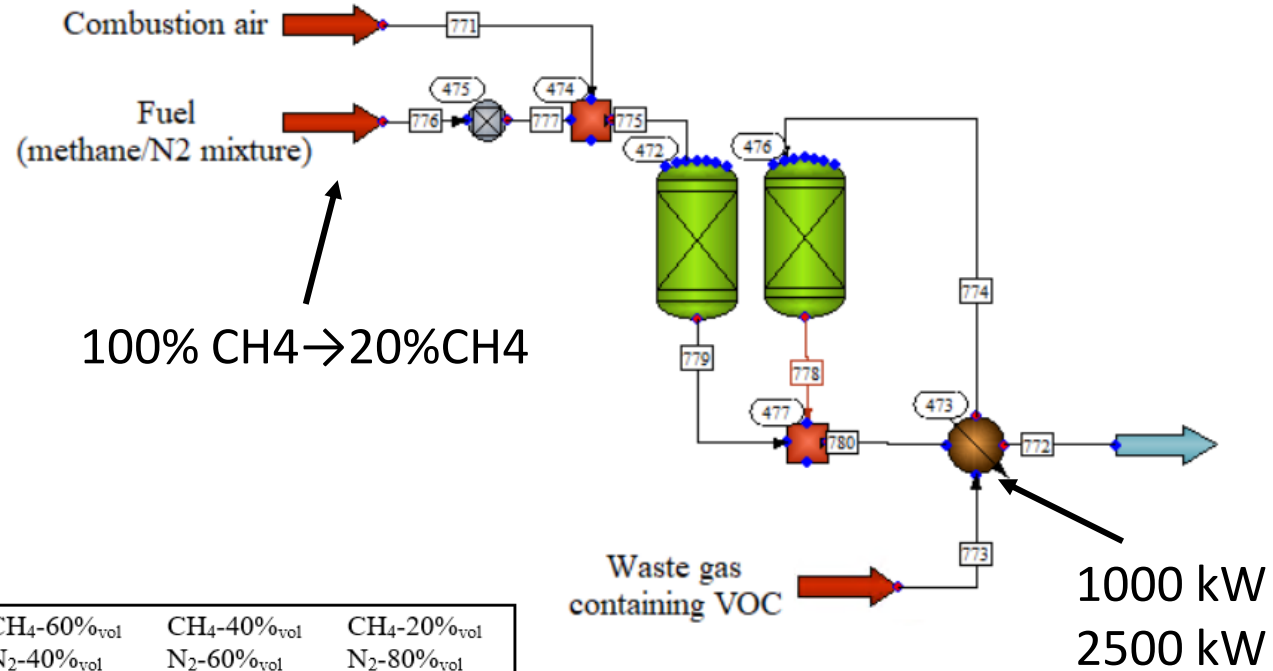 Combustion air
771
Fuel
(methane/N2 mixture)
776
475
777
474
775
472
476
100% CH4→20%CH4
774
779
778
477
780
473
772
773
Waste gas
containing VOC
1000 kW
2500 kW
CH₄-60%vol CH₄-40%vol CH₄-20%vol
N₂-40%vol N₂-60%vol N₂-80%vol